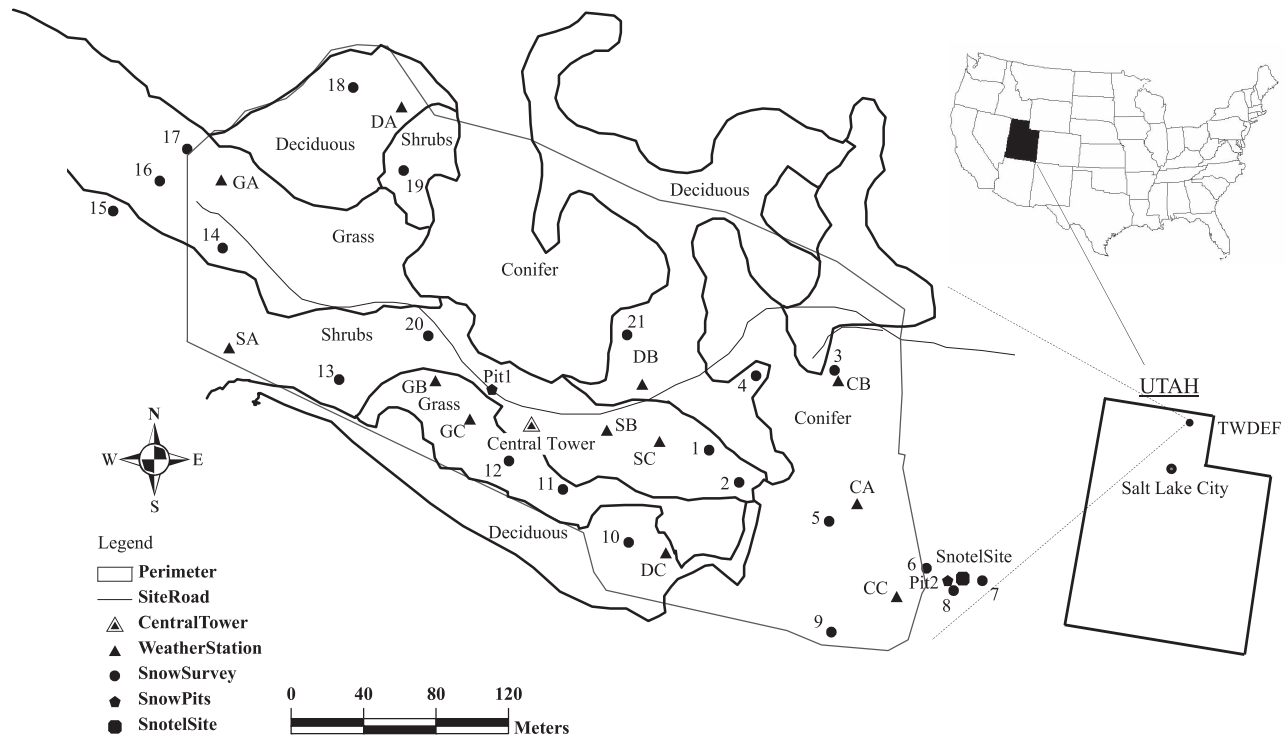 18
DA
Deciduous
Shrubs
17
16
GA
19
Deciduous
15
14
Grass
Conifer
Shrubs
20
21
SA
DB
3
13
GB
Pit1
4
CB
Grass
UTAH
GC
Conifer
TWDEF
N
Central Tower
SB
W
E
SC
1
Salt Lake City
S
12
2
11
CA
Deciduous
5
Legend
10
SnotelSite
6
Perimeter
DC
Pit2
7
SiteRoad
CC
8
CentralTower
9
WeatherStation
SnowSurvey
0 40 80 120
SnowPits
SnotelSite
Meters